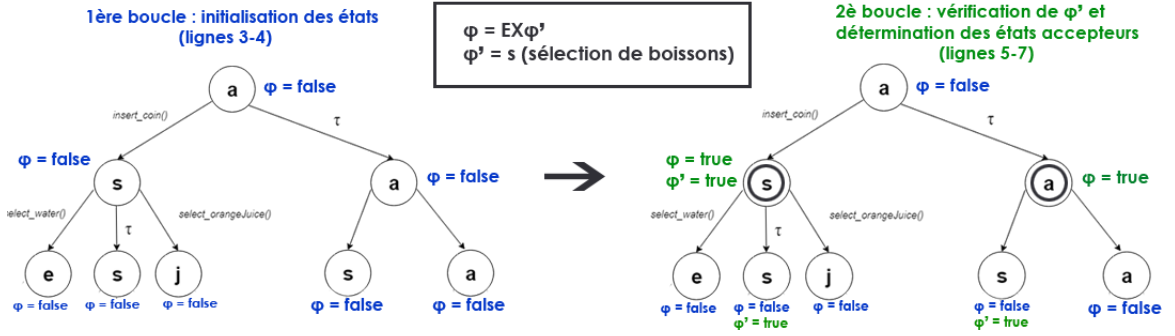 1ère boucle : initialisation des états
(lignes 3-4)
φ = EXφ’
φ’ = s (sélection de boissons)
2è boucle : vérification de φ’ et
détermination des états accepteurs
(lignes 5-7)
a
φ = false
insert_coin()
τ
φ = false
s
a
φ = false
select_water()
τ
select_orangeJuice()
e
s
j
s
a
φ = false
φ = false
φ = false
φ = false
φ = false
a
φ = false
insert_coin()
τ
φ = true
φ’ = true
s
a
φ = true
select_water()
τ
select_orangeJuice()
e
s
j
s
a
φ = false
φ = false
φ’ = true
φ = false
φ = false
φ’ = true
φ = false